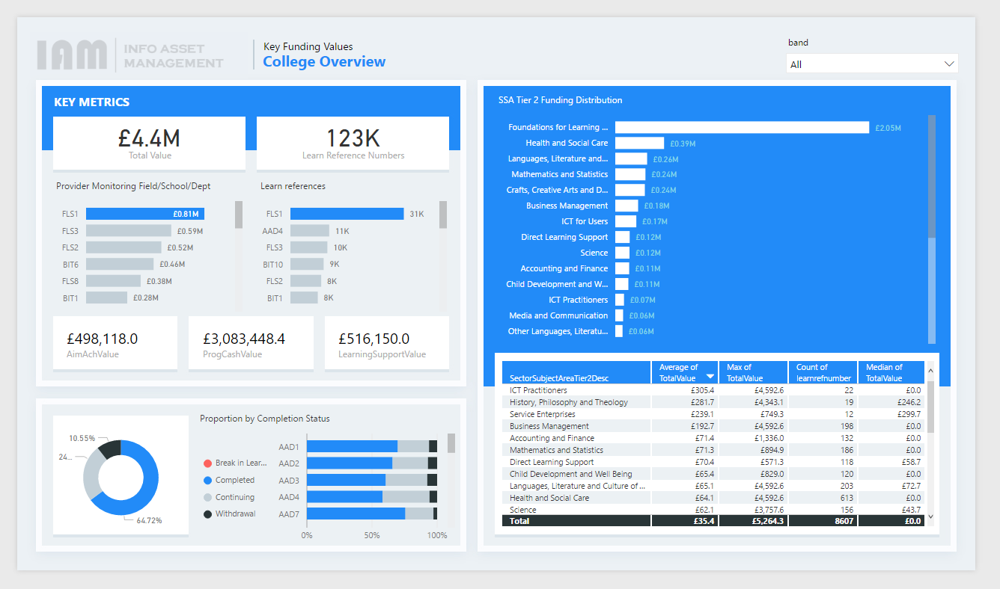 IAM
INFO ASSET
MANAGEMENT
Key Funding Values
College Overview
band
All
KEY METRICS
£4.4M
Total Value
123K
Learn Reference Numbers
Provider Monitoring Field/School/Dept
FLS1 £0.81M
FLS3 £0.59M
FLS2 £0.52M
BIT6 £0.46M
FLS8 £0.38M
BIT1 £0.28M
Learn references
FLS1 31K
AAD4 11K
FLS3 10K
BIT10 9K
FLS2 8K
BIT1 8K
£498,118.0
AimAchValue
£3,083,448.4
ProgCashValue
£516,150.0
LearningSupportValue
10.55%
24...
64.72%
Proportion by Completion Status
Break in Lear...
Completed
Continuing
Withdrawal
AAD1
AAD2
AAD3
AAD4
AAD7
0% 50% 100%
SSA Tier 2 Funding Distribution
Foundations for Learning ... £2.05M
Health and Social Care £0.39M
Languages, Literature and... £0.26M
Mathematics and Statistics £0.24M
Crafts, Creative Arts and D... £0.24M
Business Management £0.18M
ICT for Users £0.17M
Direct Learning Support £0.12M
Science £0.12M
Accounting and Finance £0.11M
Child Development and W... £0.11M
ICT Practitioners £0.07M
Media and Communication £0.06M
Other Languages, Literatu... £0.06M
SectorSubjectAreaTier2Desc Average of TotalValue Max of TotalValue Count of learnrefnumber Median of TotalValue
ICT Practitioners £305.4 £4,592.6 22 £0.0
History, Philosophy and Theology £281.7 £4,343.1 19 £246.2
Service Enterprises £239.1 £749.3 12 £299.7
Business Management £192.7 £4,592.6 198 £0.0
Accounting and Finance £71.4 £1,336.0 132 £0.0
Mathematics and Statistics £71.3 £894.9 186 £0.0
Direct Learning Support £70.4 £571.3 118 £58.7
Child Development and Well Being £65.4 £829.0 120 £0.0
Languages, Literature and Culture of ... £65.1 £4,592.6 203 £72.7
Health and Social Care £64.1 £4,592.6 613 £0.0
Science £62.1 £3,757.6 156 £43.7
Total £35.4 £5,264.3 8607 £0.0